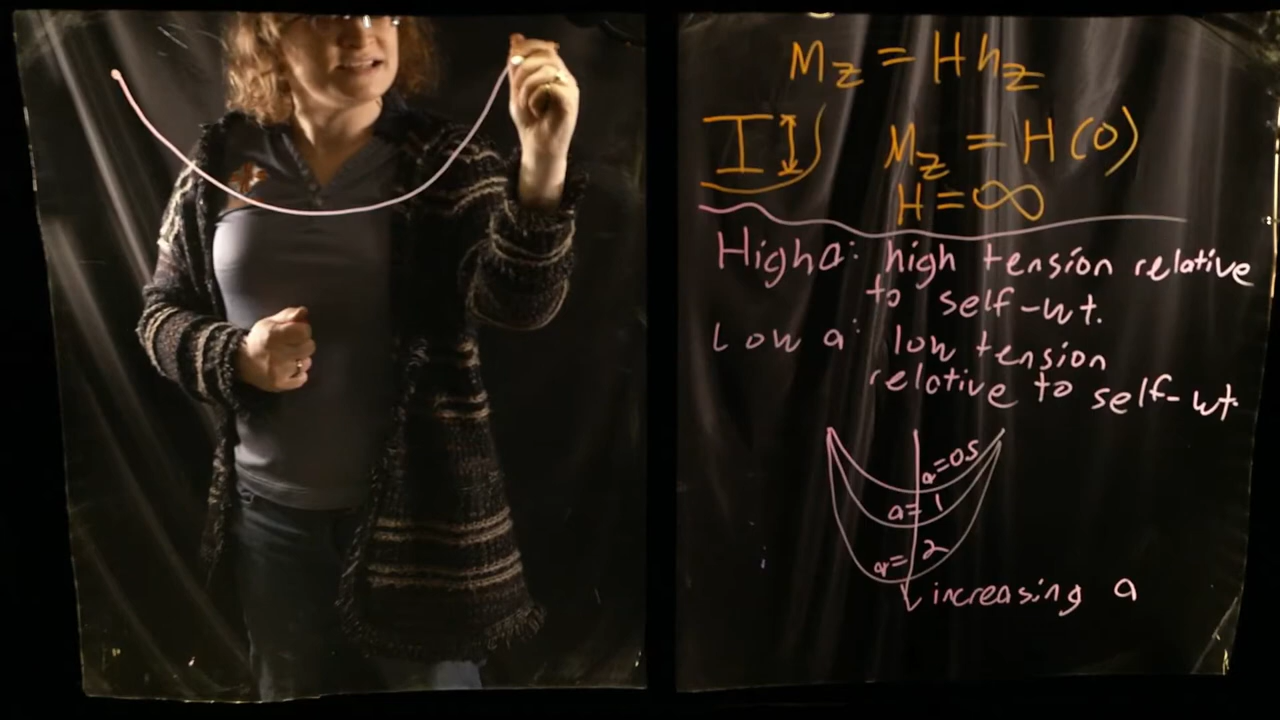 Mz = Hhz
Mz = H(0)
H = ∞
High a: high tension relative
to self-wt.
Low a: low tension
relative to self-wt.
a=0.5
a=1
a=2
increasing a